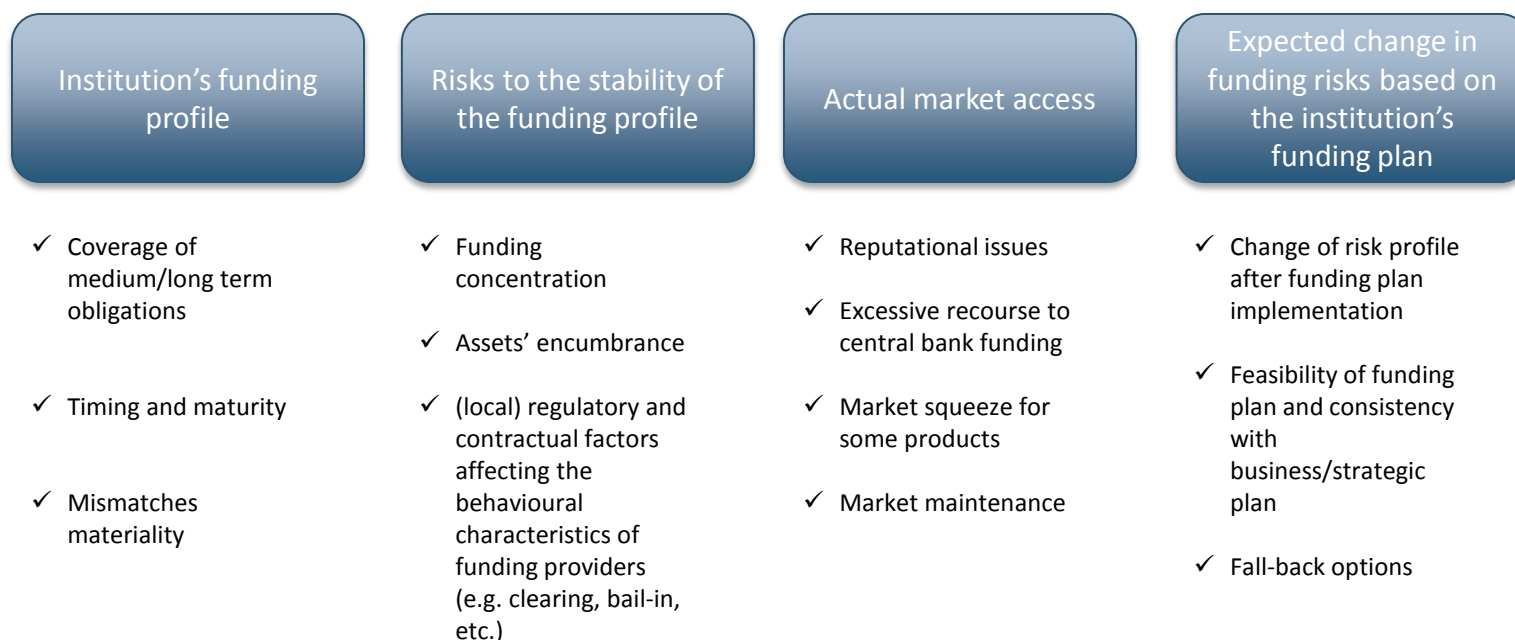 Institution's funding
profile
Risks to the stability of
the funding profile
Actual market access
Expected change in
funding risks based on
the institution's
funding plan
✓ Coverage of
medium/long term
obligations
✓ Timing and maturity
✓ Mismatches
materiality
✓ Funding
concentration
✓ Assets' encumbrance
✓ (local) regulatory and
contractual factors
affecting the
behavioural
characteristics of
funding providers
(e.g. clearing, bail-in,
etc.)
✓ Reputational issues
✓ Excessive recourse to
central bank funding
✓ Market squeeze for
some products
✓ Market maintenance
✓ Change of risk profile
after funding plan
implementation
✓ Feasibility of funding
plan and consistency
with
business/strategic
plan
✓ Fall-back options